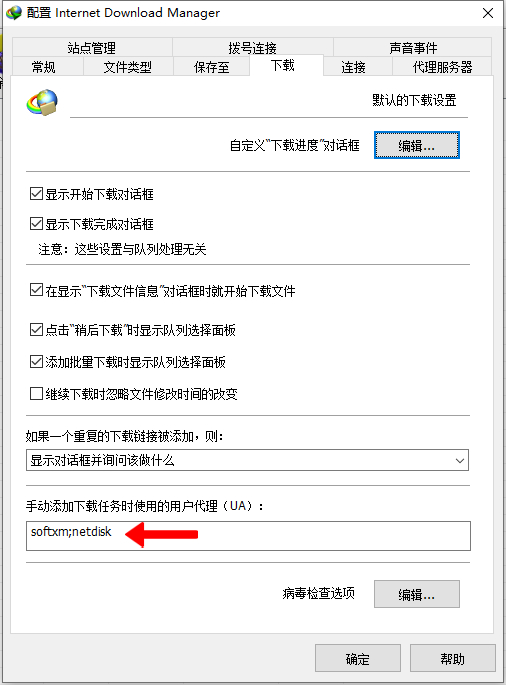 配置 Internet Download Manager
站点管理 拨号连接 声音事件
常规 文件类型 保存至 下载 连接 代理服务器
默认的下载设置
自定义“下载进度”对话框 编辑...
显示开始下载对话框
显示下载完成对话框
注意：这些设置与队列处理无关
在显示“下载文件信息”对话框时就开始下载文件
点击“稍后下载”时显示队列选择面板
添加批量下载时显示队列选择面板
继续下载时忽略文件修改时间的改变
如果一个重复的下载链接被添加，则：
显示对话框并询问该做什么
手动添加下载任务时使用的用户代理（UA）：
softxm;netdisk
病毒检查选项 编辑...
确定 帮助